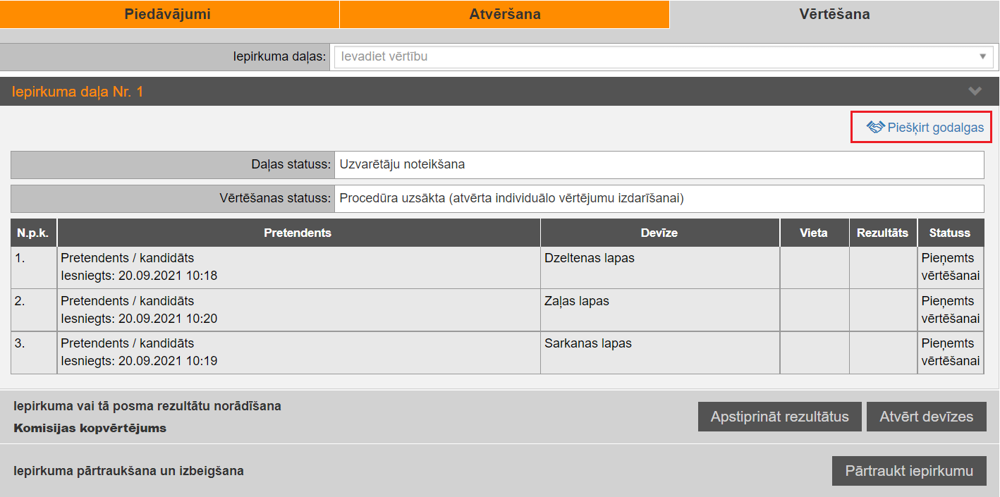 Piedāvājumi Atvēršana Vērtēšana
Iepirkuma daļas: Ievadiet vērtību
Iepirkuma daļa Nr. 1
Piešķirt godalgas
Daļas statuss: Uzvarētāju noteikšana
Vērtēšanas statuss: Procedūra uzsākta (atvērta individuālo vērtējumu izdarīšanai)
N.p.k. Pretendents Devīze Vieta Rezultāts Statuss
1. Pretendents / kandidāts Dzeltenas lapas Pieņemts
Iesniegts: 20.09.2021 10:18 vērtēšanai
2. Pretendents / kandidāts Zaļas lapas Pieņemts
Iesniegts: 20.09.2021 10:20 vērtēšanai
3. Pretendents / kandidāts Sarkanas lapas Pieņemts
Iesniegts: 20.09.2021 10:19 vērtēšanai
Iepirkuma vai tā posma rezultātu norādīšana
Komisijas kopvērtējums
Apstiprināt rezultātus Atvērt devīzes
Iepirkuma pārtraukšana un izbeigšana Pārtraukt iepirkumu